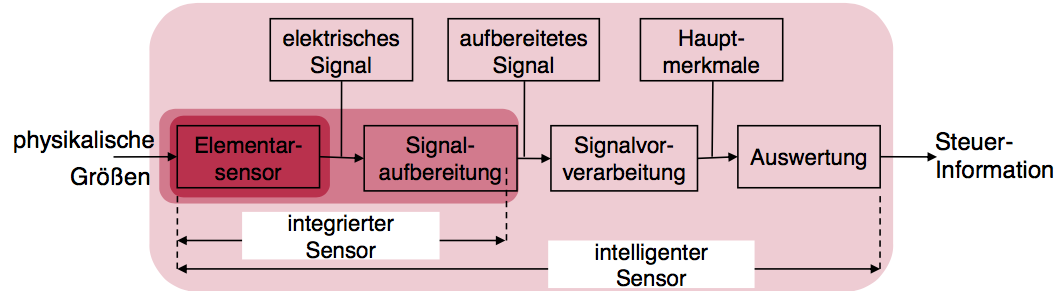 elektrisches
Signal
aufbereitetes
Signal
Haupt-
merkmale
physikalische
Größen
Elementar-
sensor
Signal-
aufbereitung
Signalvor-
verarbeitung
Auswertung
Steuer-
Information
integrierter
Sensor
intelligenter
Sensor